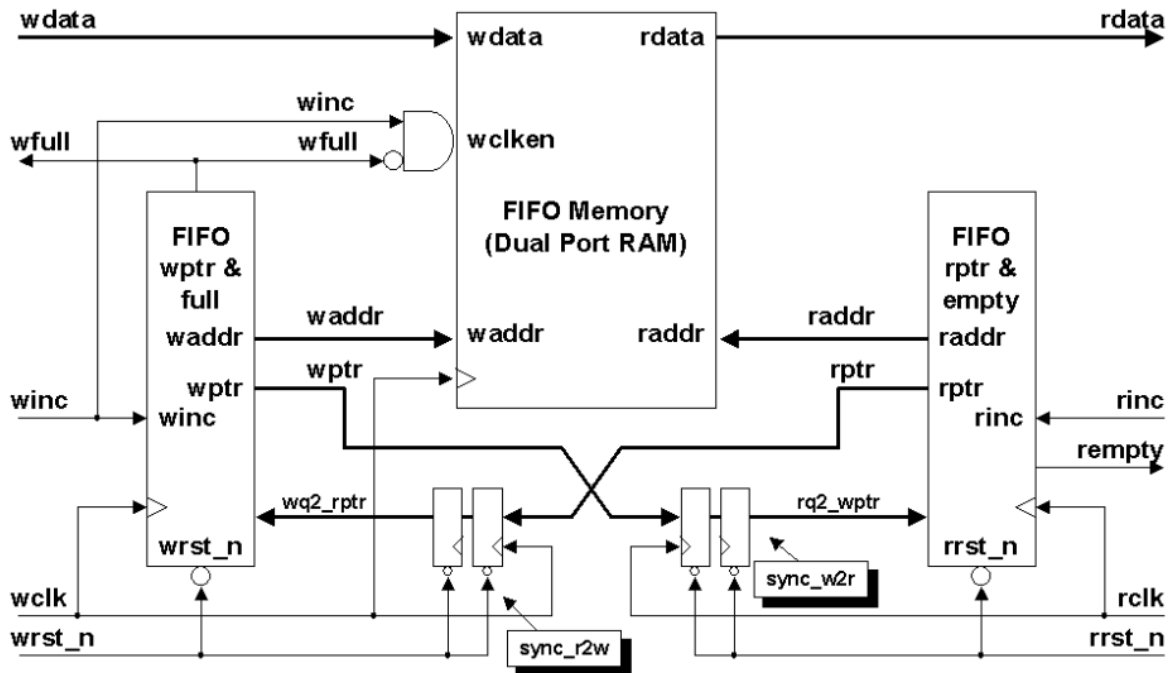 wdata
rdata
wdata
rdata
winc
wfull
wfull
wclken
FIFO Memory
(Dual Port RAM)
FIFO
wptr &
full
FIFO
rptr &
empty
waddr
waddr
waddr
raddr
raddr
raddr
wptr
wptr
rptr
rptr
winc
winc
rinc
rinc
rempty
wq2_rptr
rq2_wptr
wrst_n
rrst_n
sync_w2r
wclk
rclk
wrst_n
sync_r2w
rrst_n